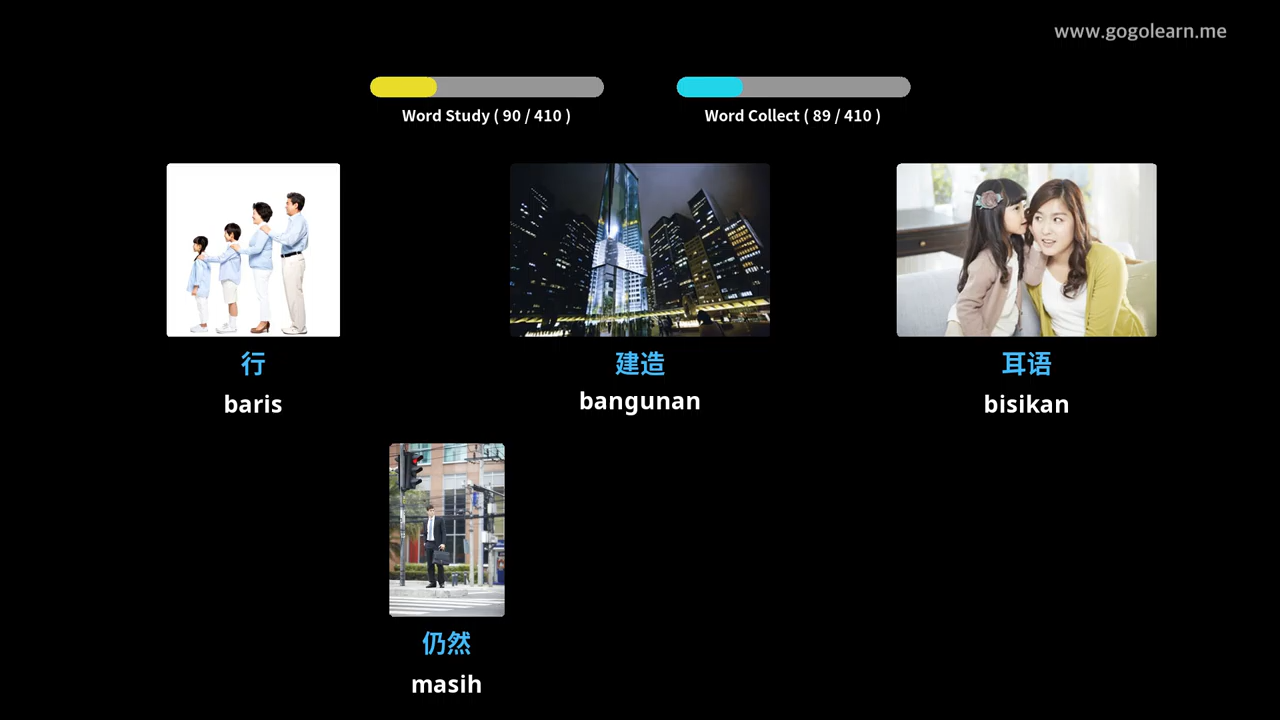 www.gogolearn.me
Word Study ( 90 / 410 )
Word Collect ( 89 / 410 )
行
建造
耳语
baris
bangunan
bisikan
仍然
masih